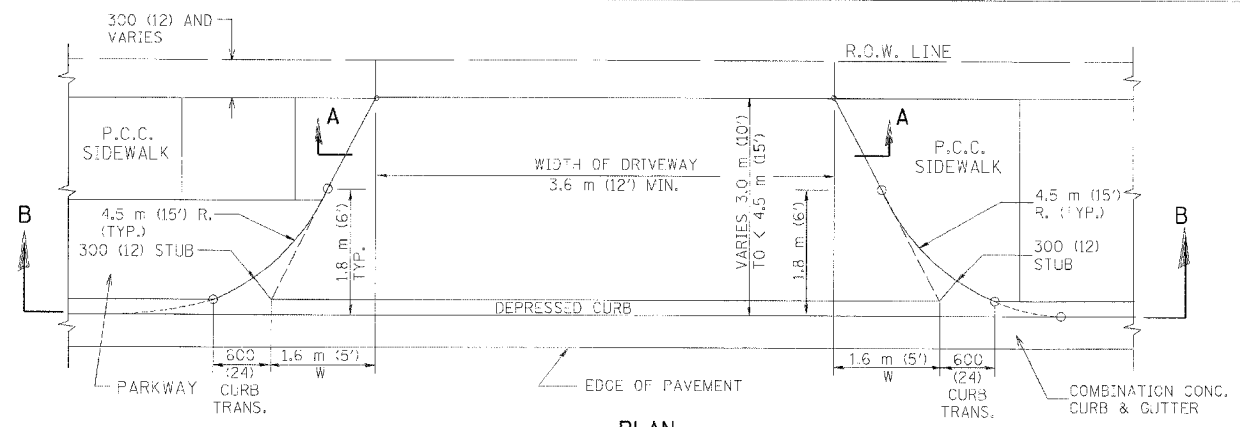 300 (12) AND
VARIES
R.O.W. LINE
A
A
P.C.C.
SIDEWALK
P.C.C.
SIDEWALK
WIDTH OF DRIVEWAY
3.6 m (12') MIN.
VARIES 3.0 m (10')
TO < 4.5 m (15')
B
B
4.5 m (15') R.
(TYP.)
300 (12) STUB
1.8 m (6')
TYP.
1.8 m (6')
4.5 m (15')
R. (TYP.)
300 (12)
STUB
DEPRESSED CURB
600
(24)
CURB
TRANS.
1.6 m (5')
W
1.6 m (5')
W
600
(24)
CURB
TRANS.
PARKWAY
EDGE OF PAVEMENT
COMBINATION CONC.
CURB & GUTTER
PLAN